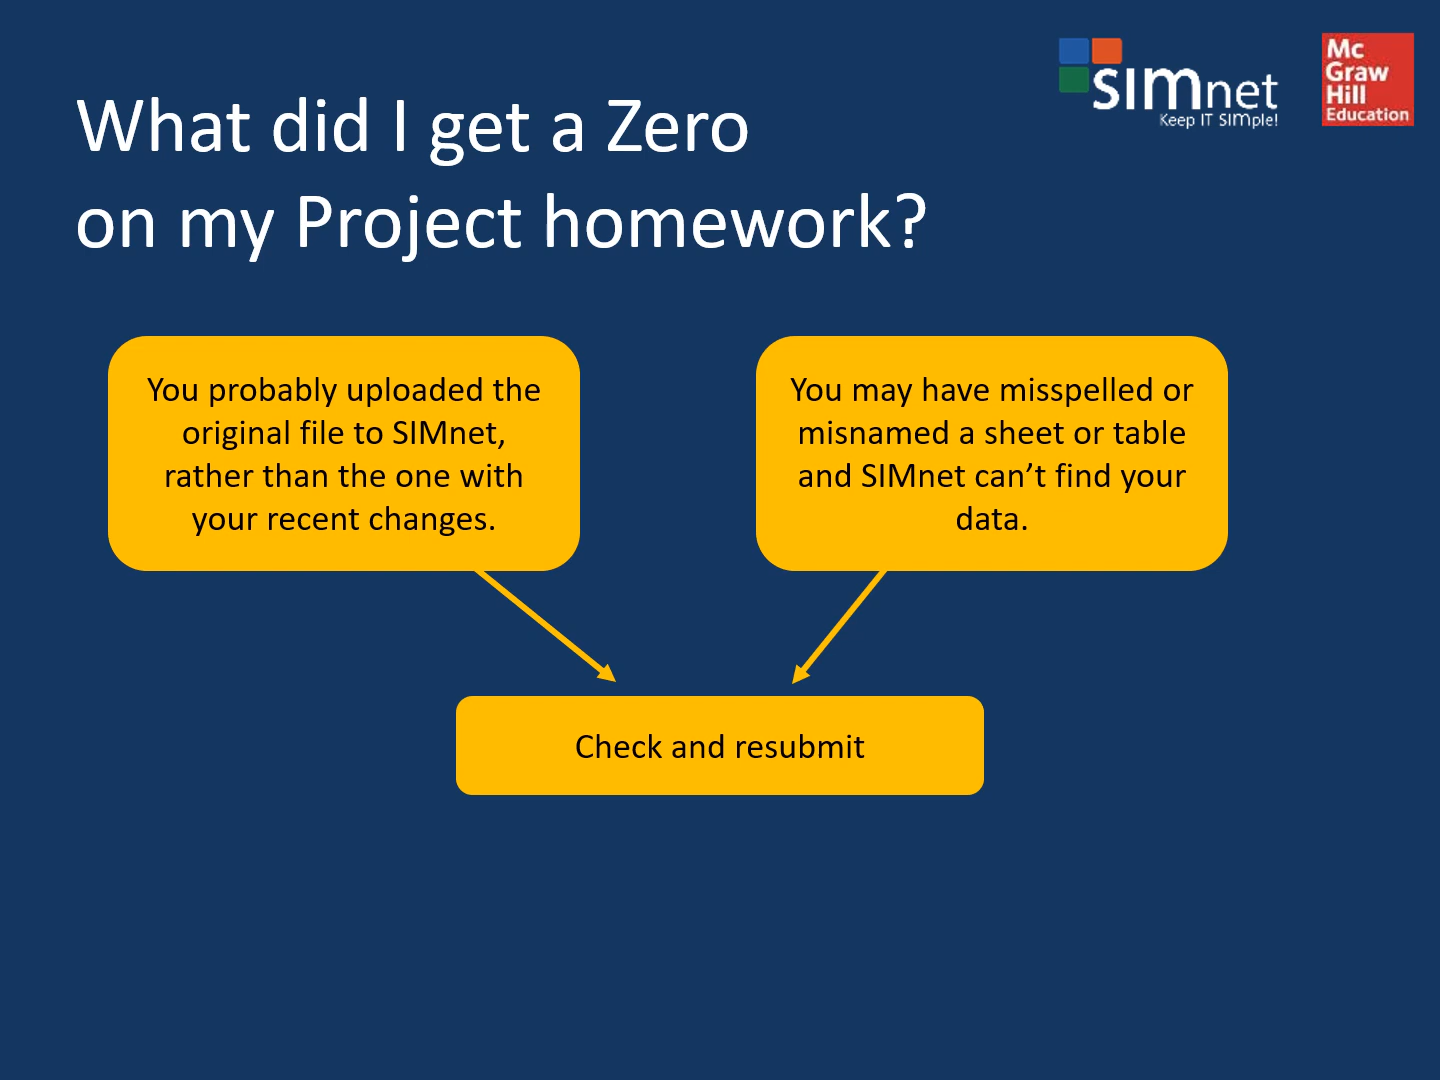 What did I get a Zero
on my Project homework?
SIMnet
Keep IT SIMple!
Mc
Graw
Hill
Education
You probably uploaded the
original file to SIMnet,
rather than the one with
your recent changes.
You may have misspelled or
misnamed a sheet or table
and SIMnet can’t find your
data.
Check and resubmit